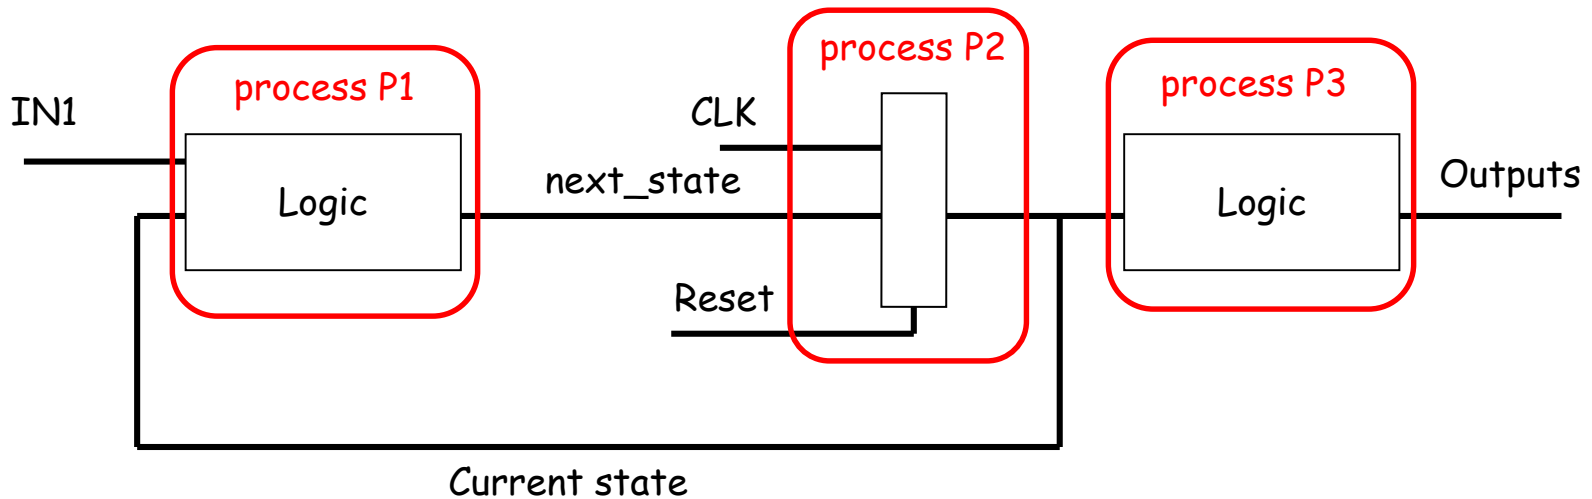 process P1
process P2
process P3
IN1
CLK
Logic
next_state
Logic
Outputs
Reset
Current state